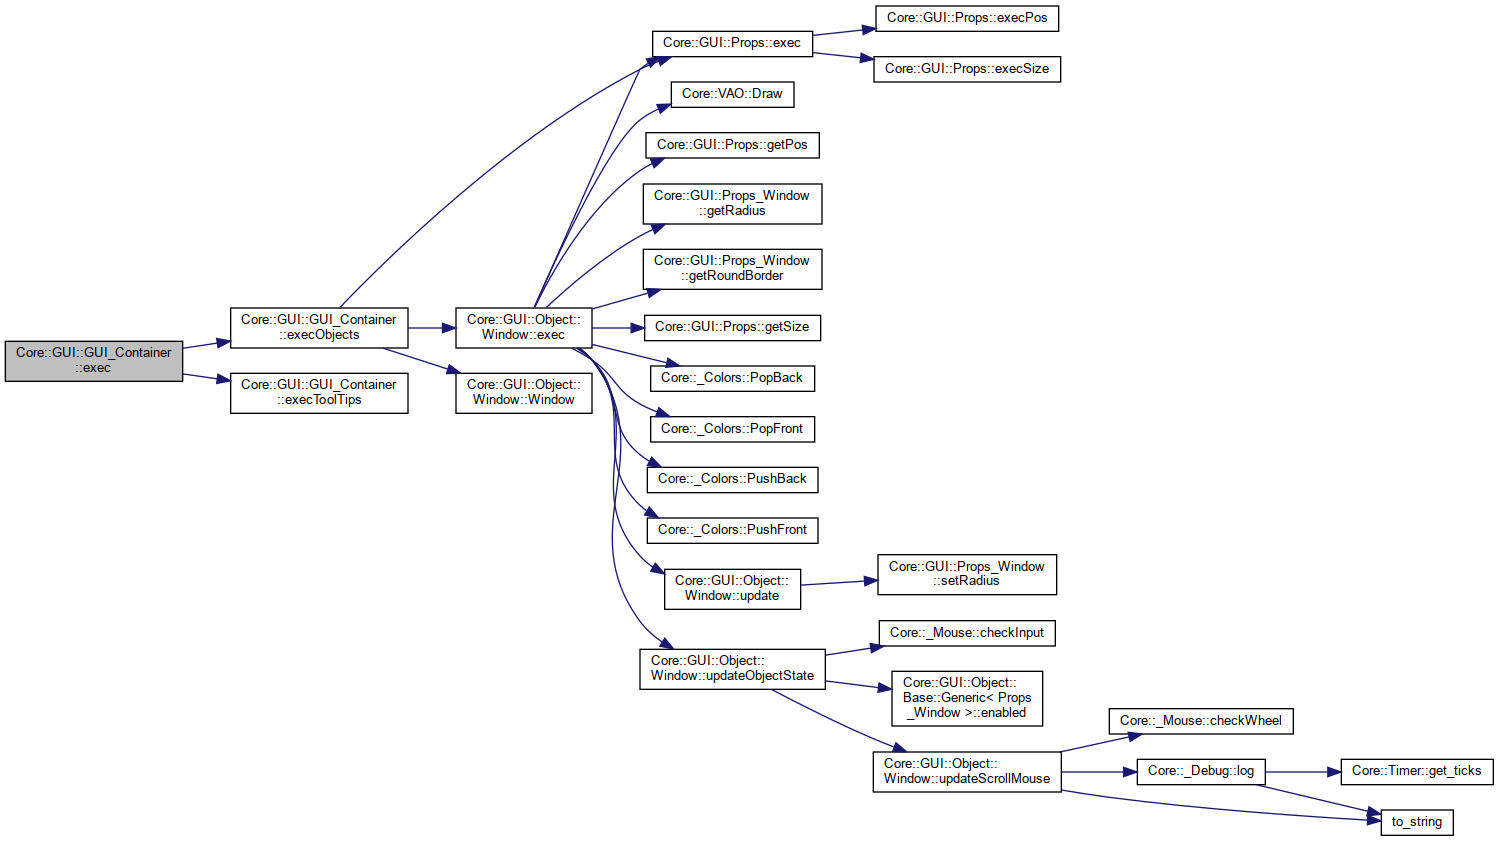 Core::GUI::GUI_Container
::exec
Core::GUI::GUI_Container
::execObjects
Core::GUI::GUI_Container
::execToolTips
Core::GUI::Object::
Window::exec
Core::GUI::Object::
Window::Window
Core::GUI::Props::exec
Core::VAO::Draw
Core::GUI::Props::getPos
Core::GUI::Props_Window
::getRadius
Core::GUI::Props_Window
::getRoundBorder
Core::GUI::Props::getSize
Core::_Colors::PopBack
Core::_Colors::PopFront
Core::_Colors::PushBack
Core::_Colors::PushFront
Core::GUI::Object::
Window::update
Core::GUI::Object::
Window::updateObjectState
Core::GUI::Props::execPos
Core::GUI::Props::execSize
Core::GUI::Props_Window
::setRadius
Core::_Mouse::checkInput
Core::GUI::Object::
Base::Generic< Props
_Window >::enabled
Core::GUI::Object::
Window::updateScrollMouse
Core::_Mouse::checkWheel
Core::_Debug::log
Core::Timer::get_ticks
to_string